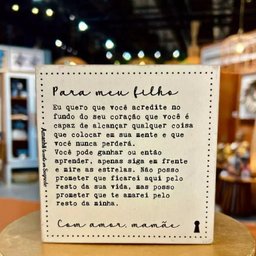 Para meu filho
Eu quero que você acredite no
fundo do seu coração que você é
capaz de alcançar qualquer coisa
que colocar em sua mente e que
você nunca perderá.
Você pode ganhar ou então
aprender, apenas siga em frente
e mire as estrelas. Não posso
prometer que ficarei aqui pelo
resto da sua vida, mas posso
prometer que te amarei pelo
resto da minha.
Com amor, mamãe